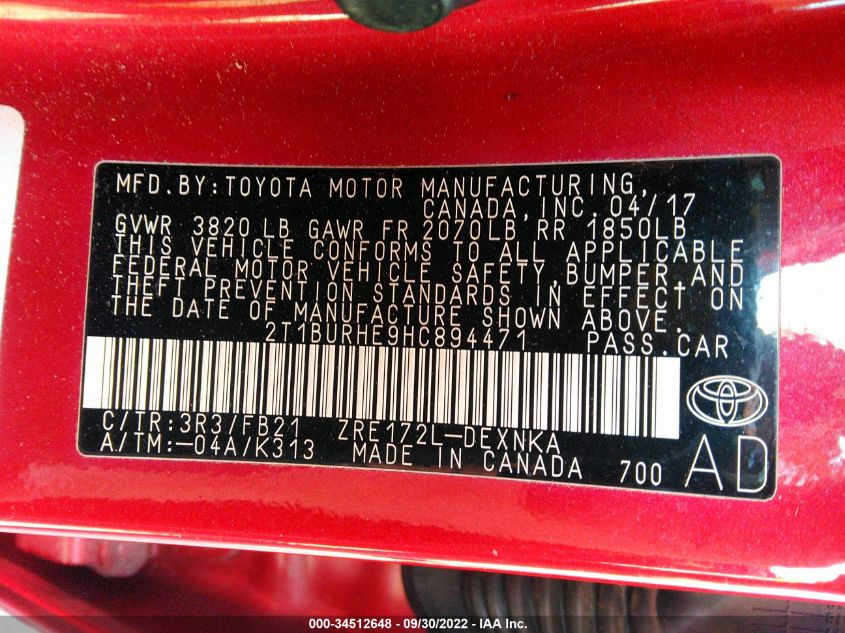 MFD.BY:TOYOTA MOTOR MANUFACTURING,
CANADA,INC. 04/17
GVWR 3820 LB GAWR FR 2070LB RR 1850LB
THIS VEHICLE CONFORMS TO ALL APPLICABLE
FEDERAL MOTOR VEHICLE SAFETY,BUMPER,AND
THEFT PREVENTION STANDARDS IN EFFECT ON
THE DATE OF MANUFACTURE SHOWN ABOVE.
2T1BURHE9HC894471 PASS.CAR
C/TR:3R3/FB21 ZRE172L-DEXNKA
A/TM:-04A/K313 MADE IN CANADA 700 AD
000-34512648 - 09/30/2022 - IAA Inc.